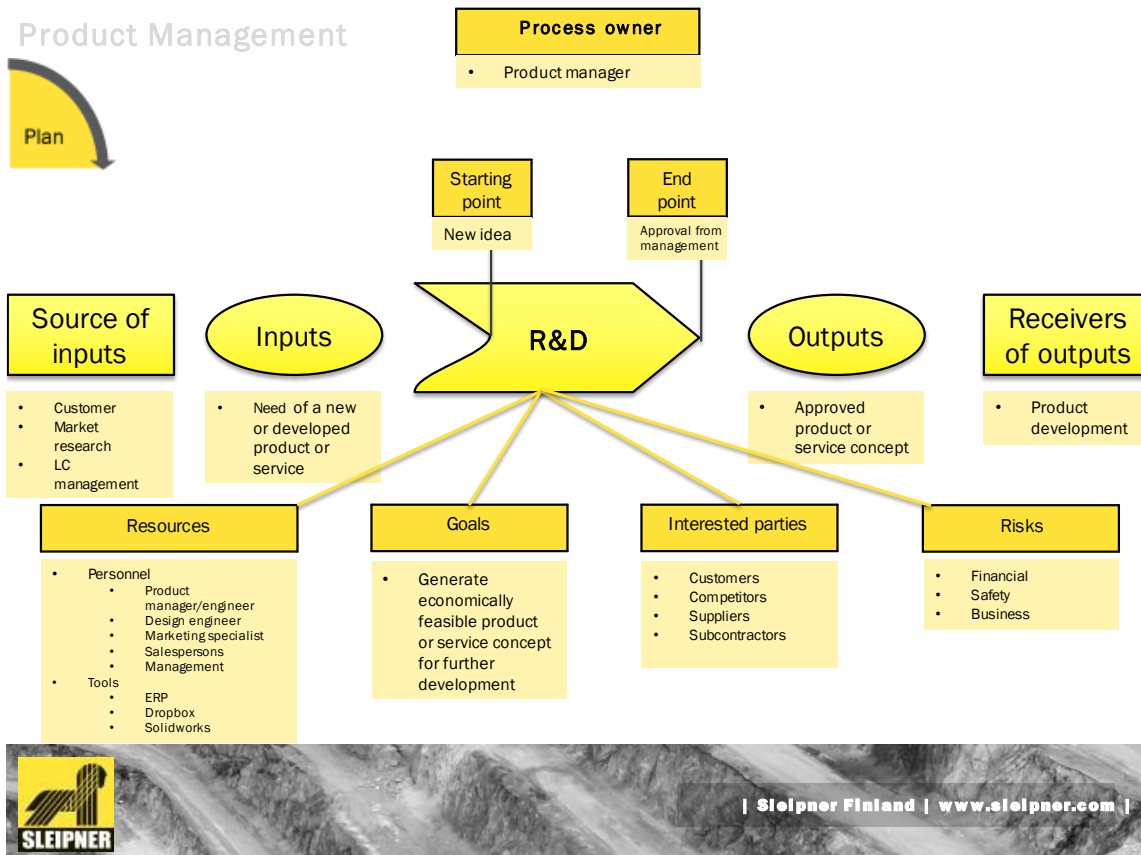 Product Management
Process owner
• Product manager
Plan
Starting
point
New idea
End
point
Approval from
management
Source of
inputs
Inputs
R&D
Outputs
Receivers
of outputs
• Customer
• Market
research
• LC
management
• Need of a new
or developed
product or
service
• Approved
product or
service concept
• Product
development
Resources
• Personnel
• Product
manager/engineer
• Design engineer
• Marketing specialist
• Salespersons
• Management
• Tools
• ERP
• Dropbox
• Solidworks
Goals
• Generate
economically
feasible product
or service concept
for further
development
Interested parties
• Customers
• Competitors
• Suppliers
• Subcontractors
Risks
• Financial
• Safety
• Business
SLEIPNER
| Sleipner Finland | www.sleipner.com |